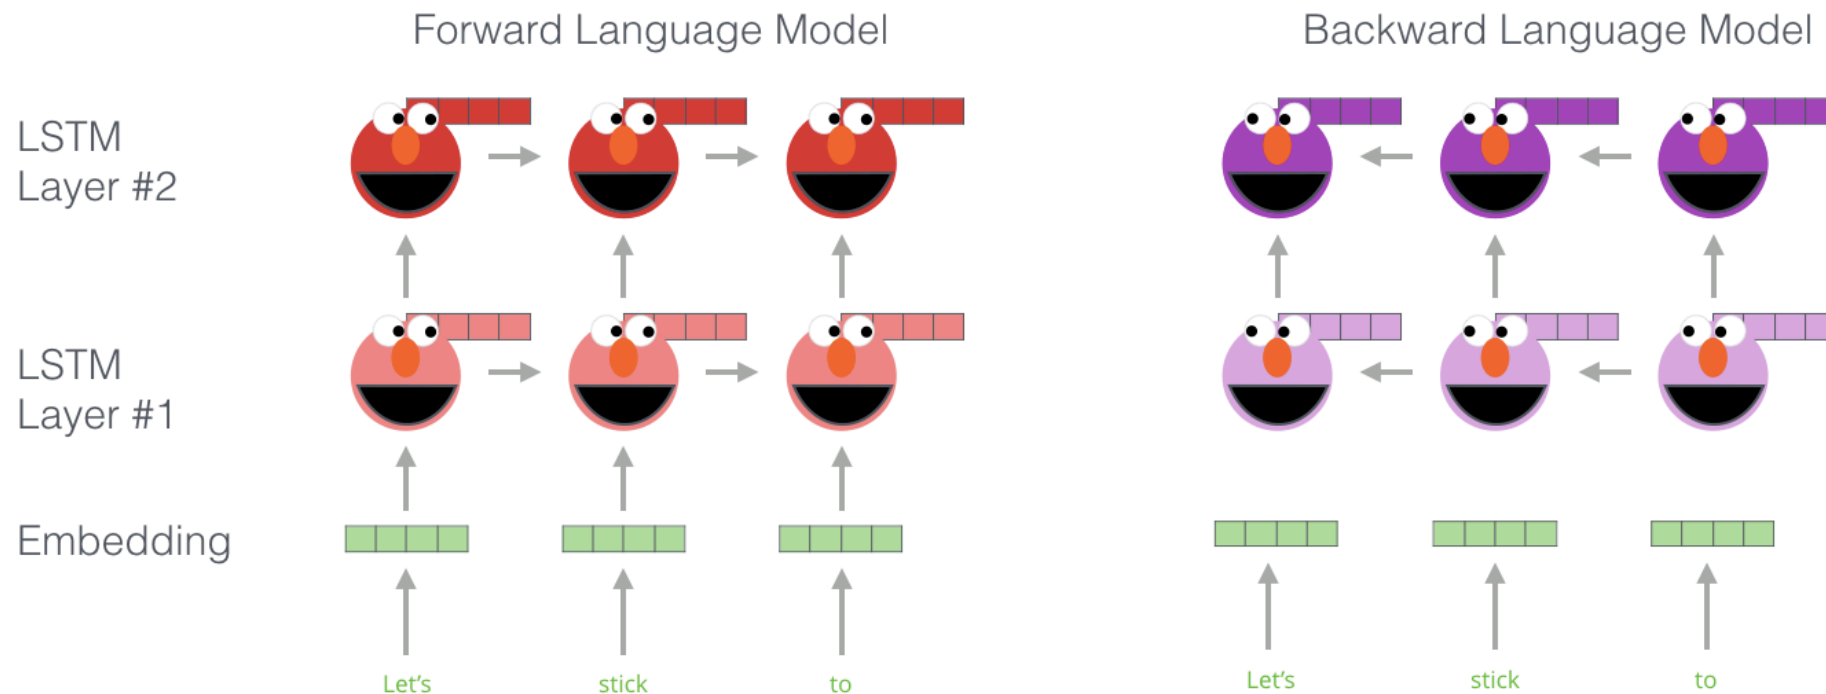 Forward Language Model
Backward Language Model
LSTM
Layer #2
LSTM
Layer #1
Embedding
Let's
stick
to
Let's
stick
to